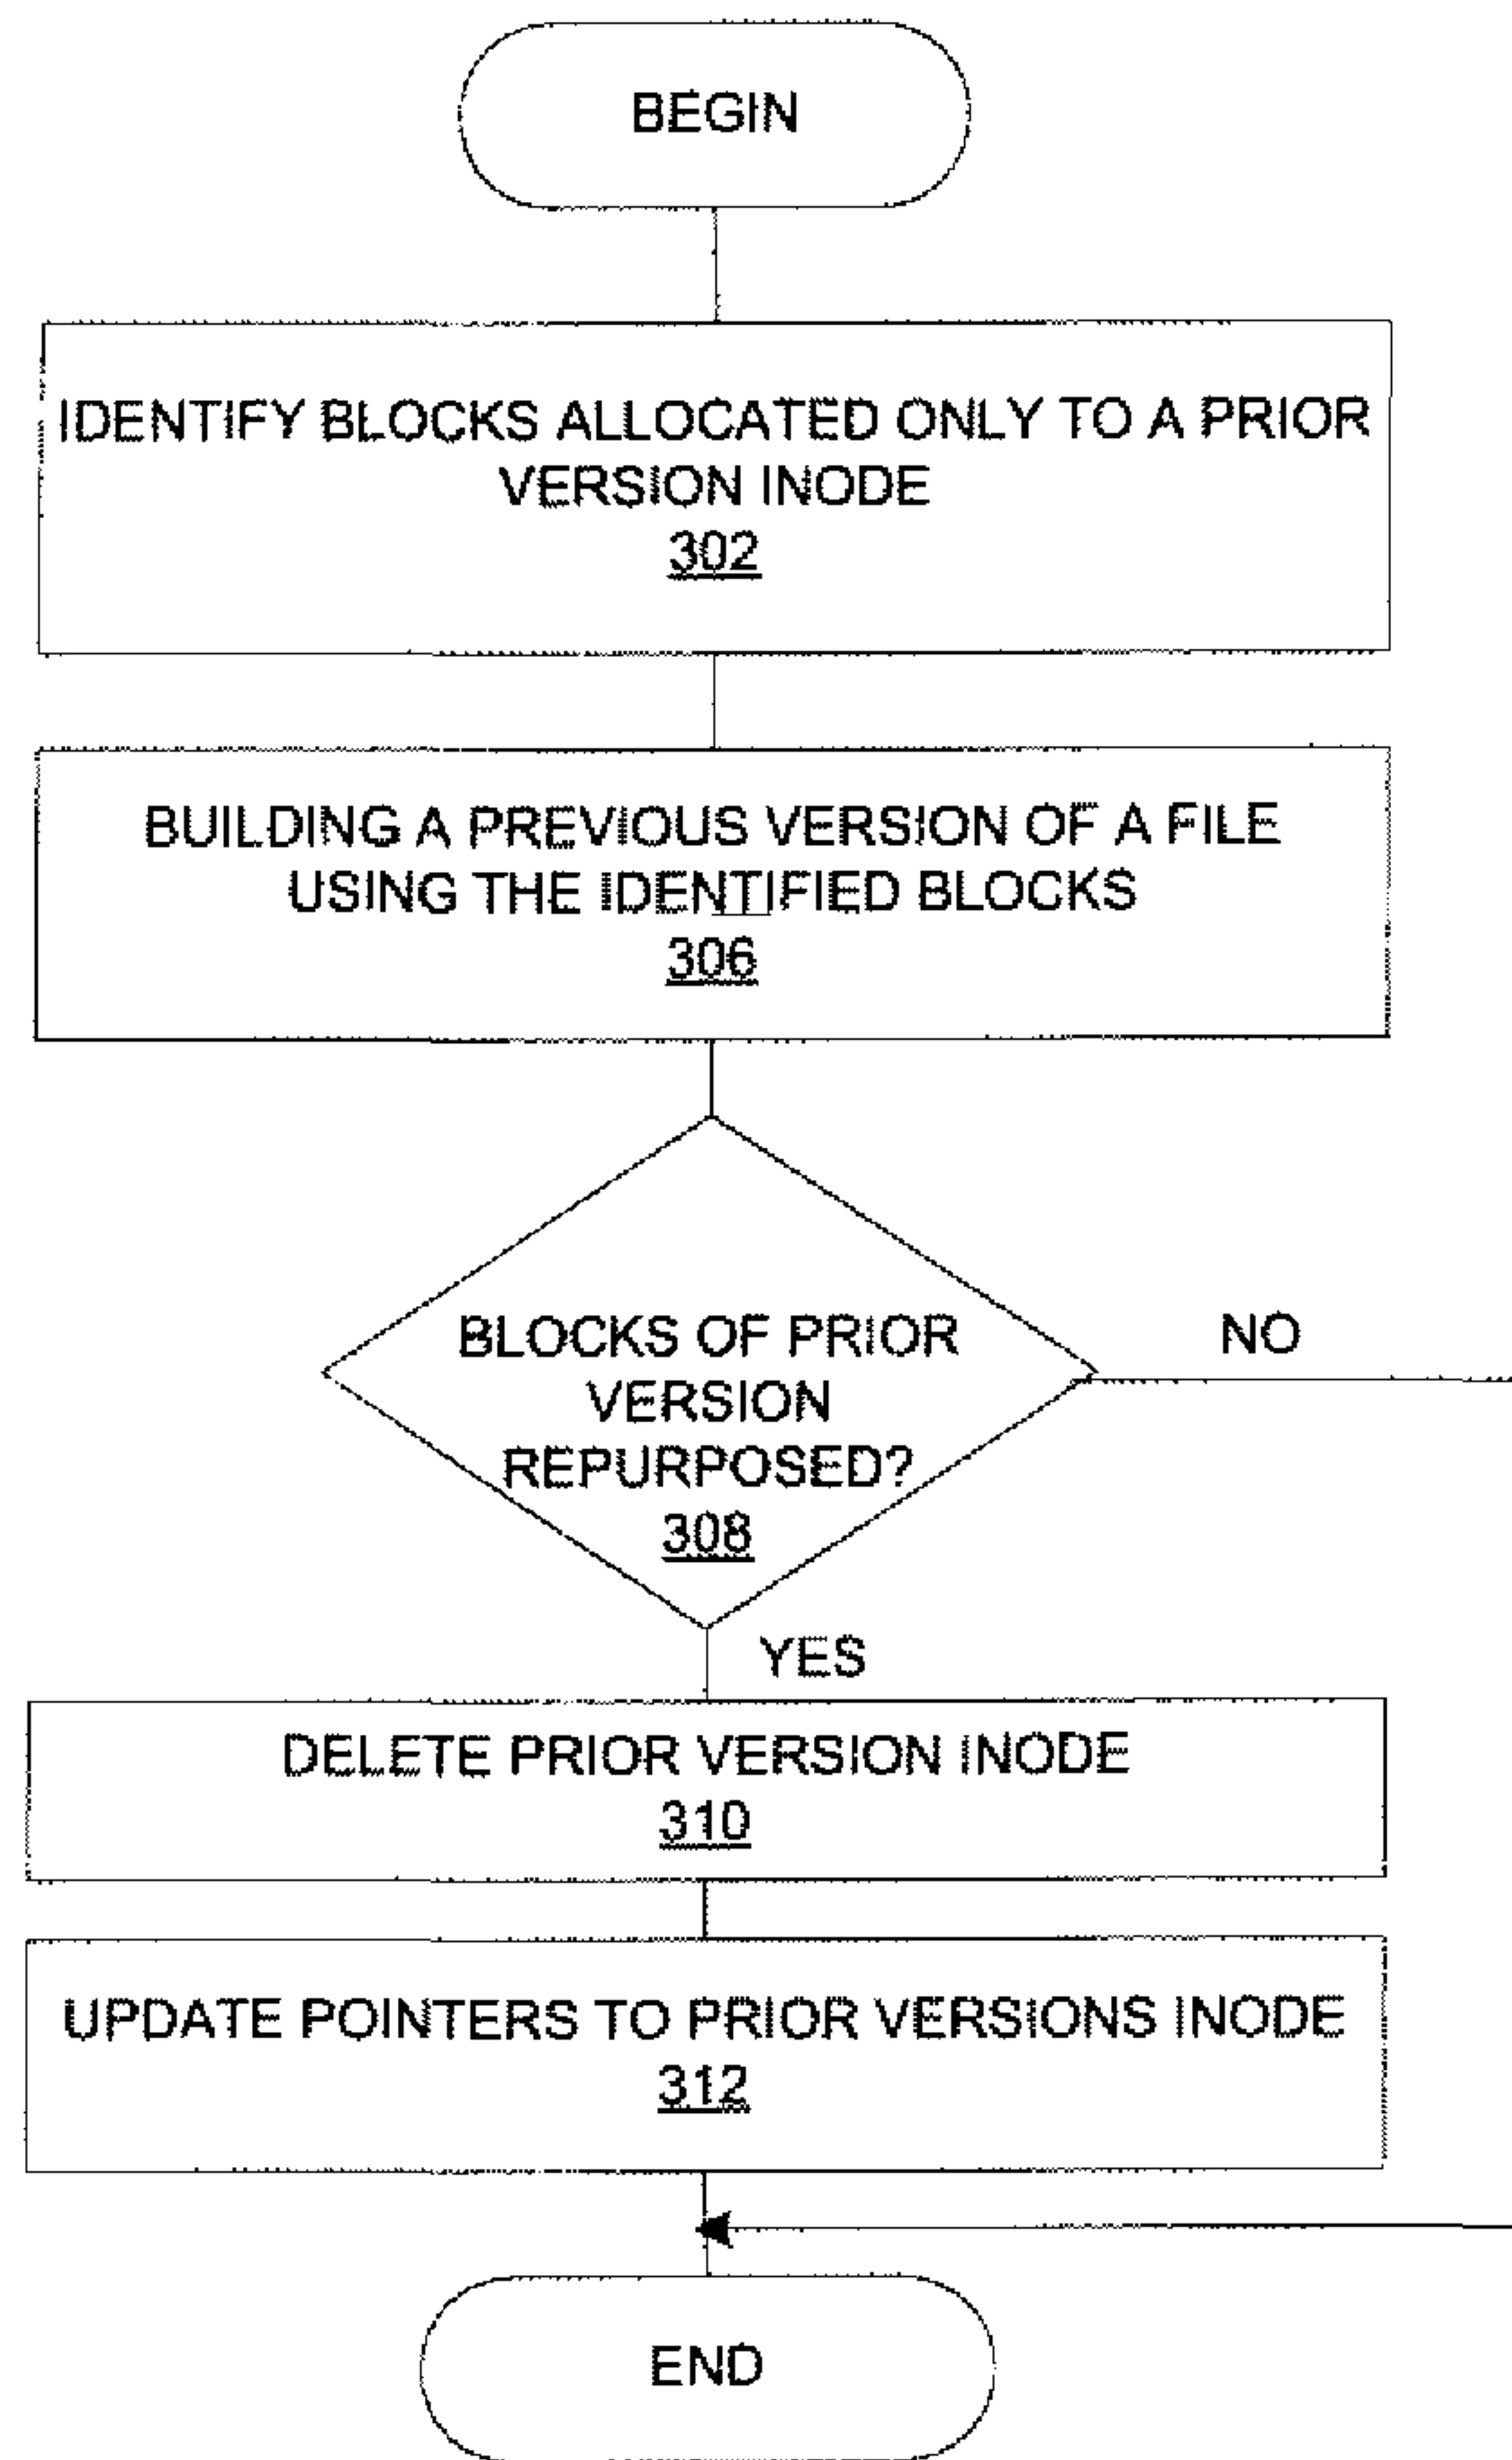 BEGIN
IDENTIFY BLOCKS ALLOCATED ONLY TO A PRIOR
VERSION INODE
302
BUILDING A PREVIOUS VERSION OF A FILE
USING THE IDENTIFIED BLOCKS
306
BLOCKS OF PRIOR
VERSION
REPURPOSED?
308
NO
YES
DELETE PRIOR VERSION INODE
310
UPDATE POINTERS TO PRIOR VERSIONS INODE
312
END